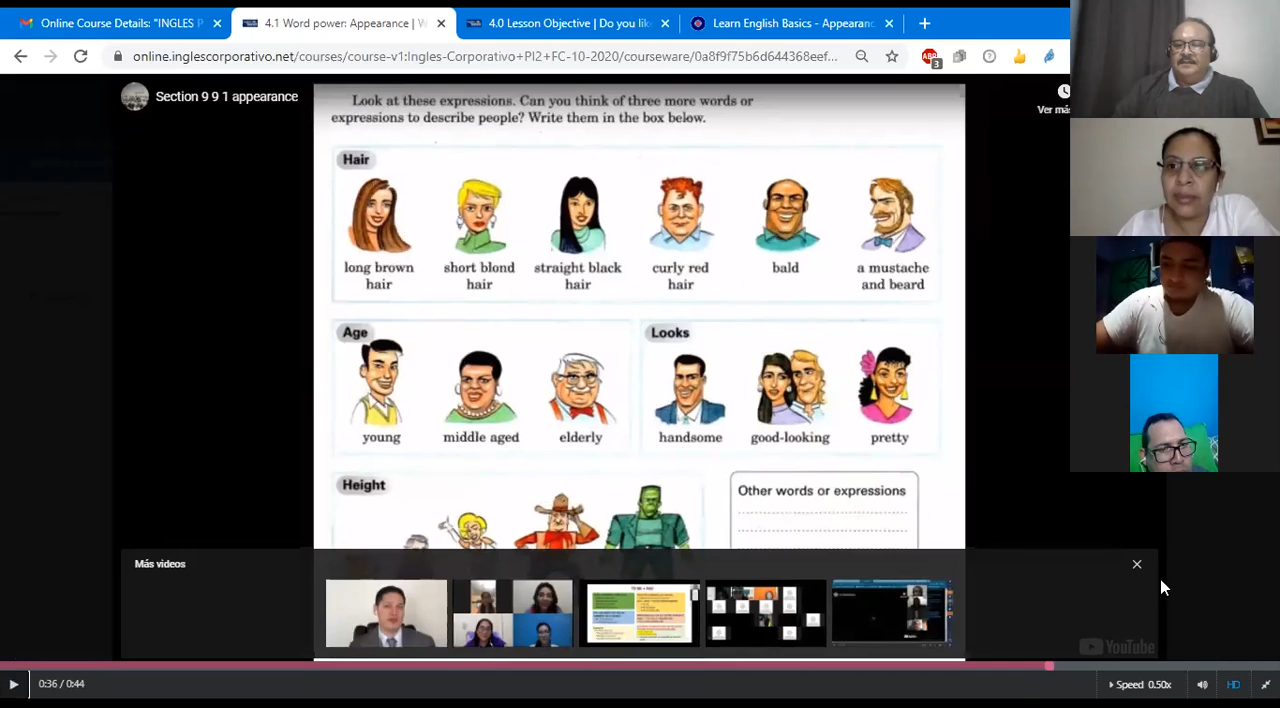 Online Course Details: "INGLES P
4.1 Word power: Appearance | W
4.0 Lesson Objective | Do you lik
Learn English Basics - Appearanc
online.inglescorporativo.net/courses/course-v1:Ingles-Corporativo+PI2+FC-10-2020/courseware/0a8f9f75b6d644368eef...
ABP
3
Section 9 9 1 appearance
Ver más
Look at these expressions. Can you think of three more words or
expressions to describe people? Write them in the box below.
Hair
long brown
hair
short blond
hair
straight black
hair
curly red
hair
bald
a mustache
and beard
Age
young
middle aged
elderly
Looks
handsome
good-looking
pretty
Height
Other words or expressions
Más videos
YouTube
0:36 / 0:44
Speed 0.50x
HD